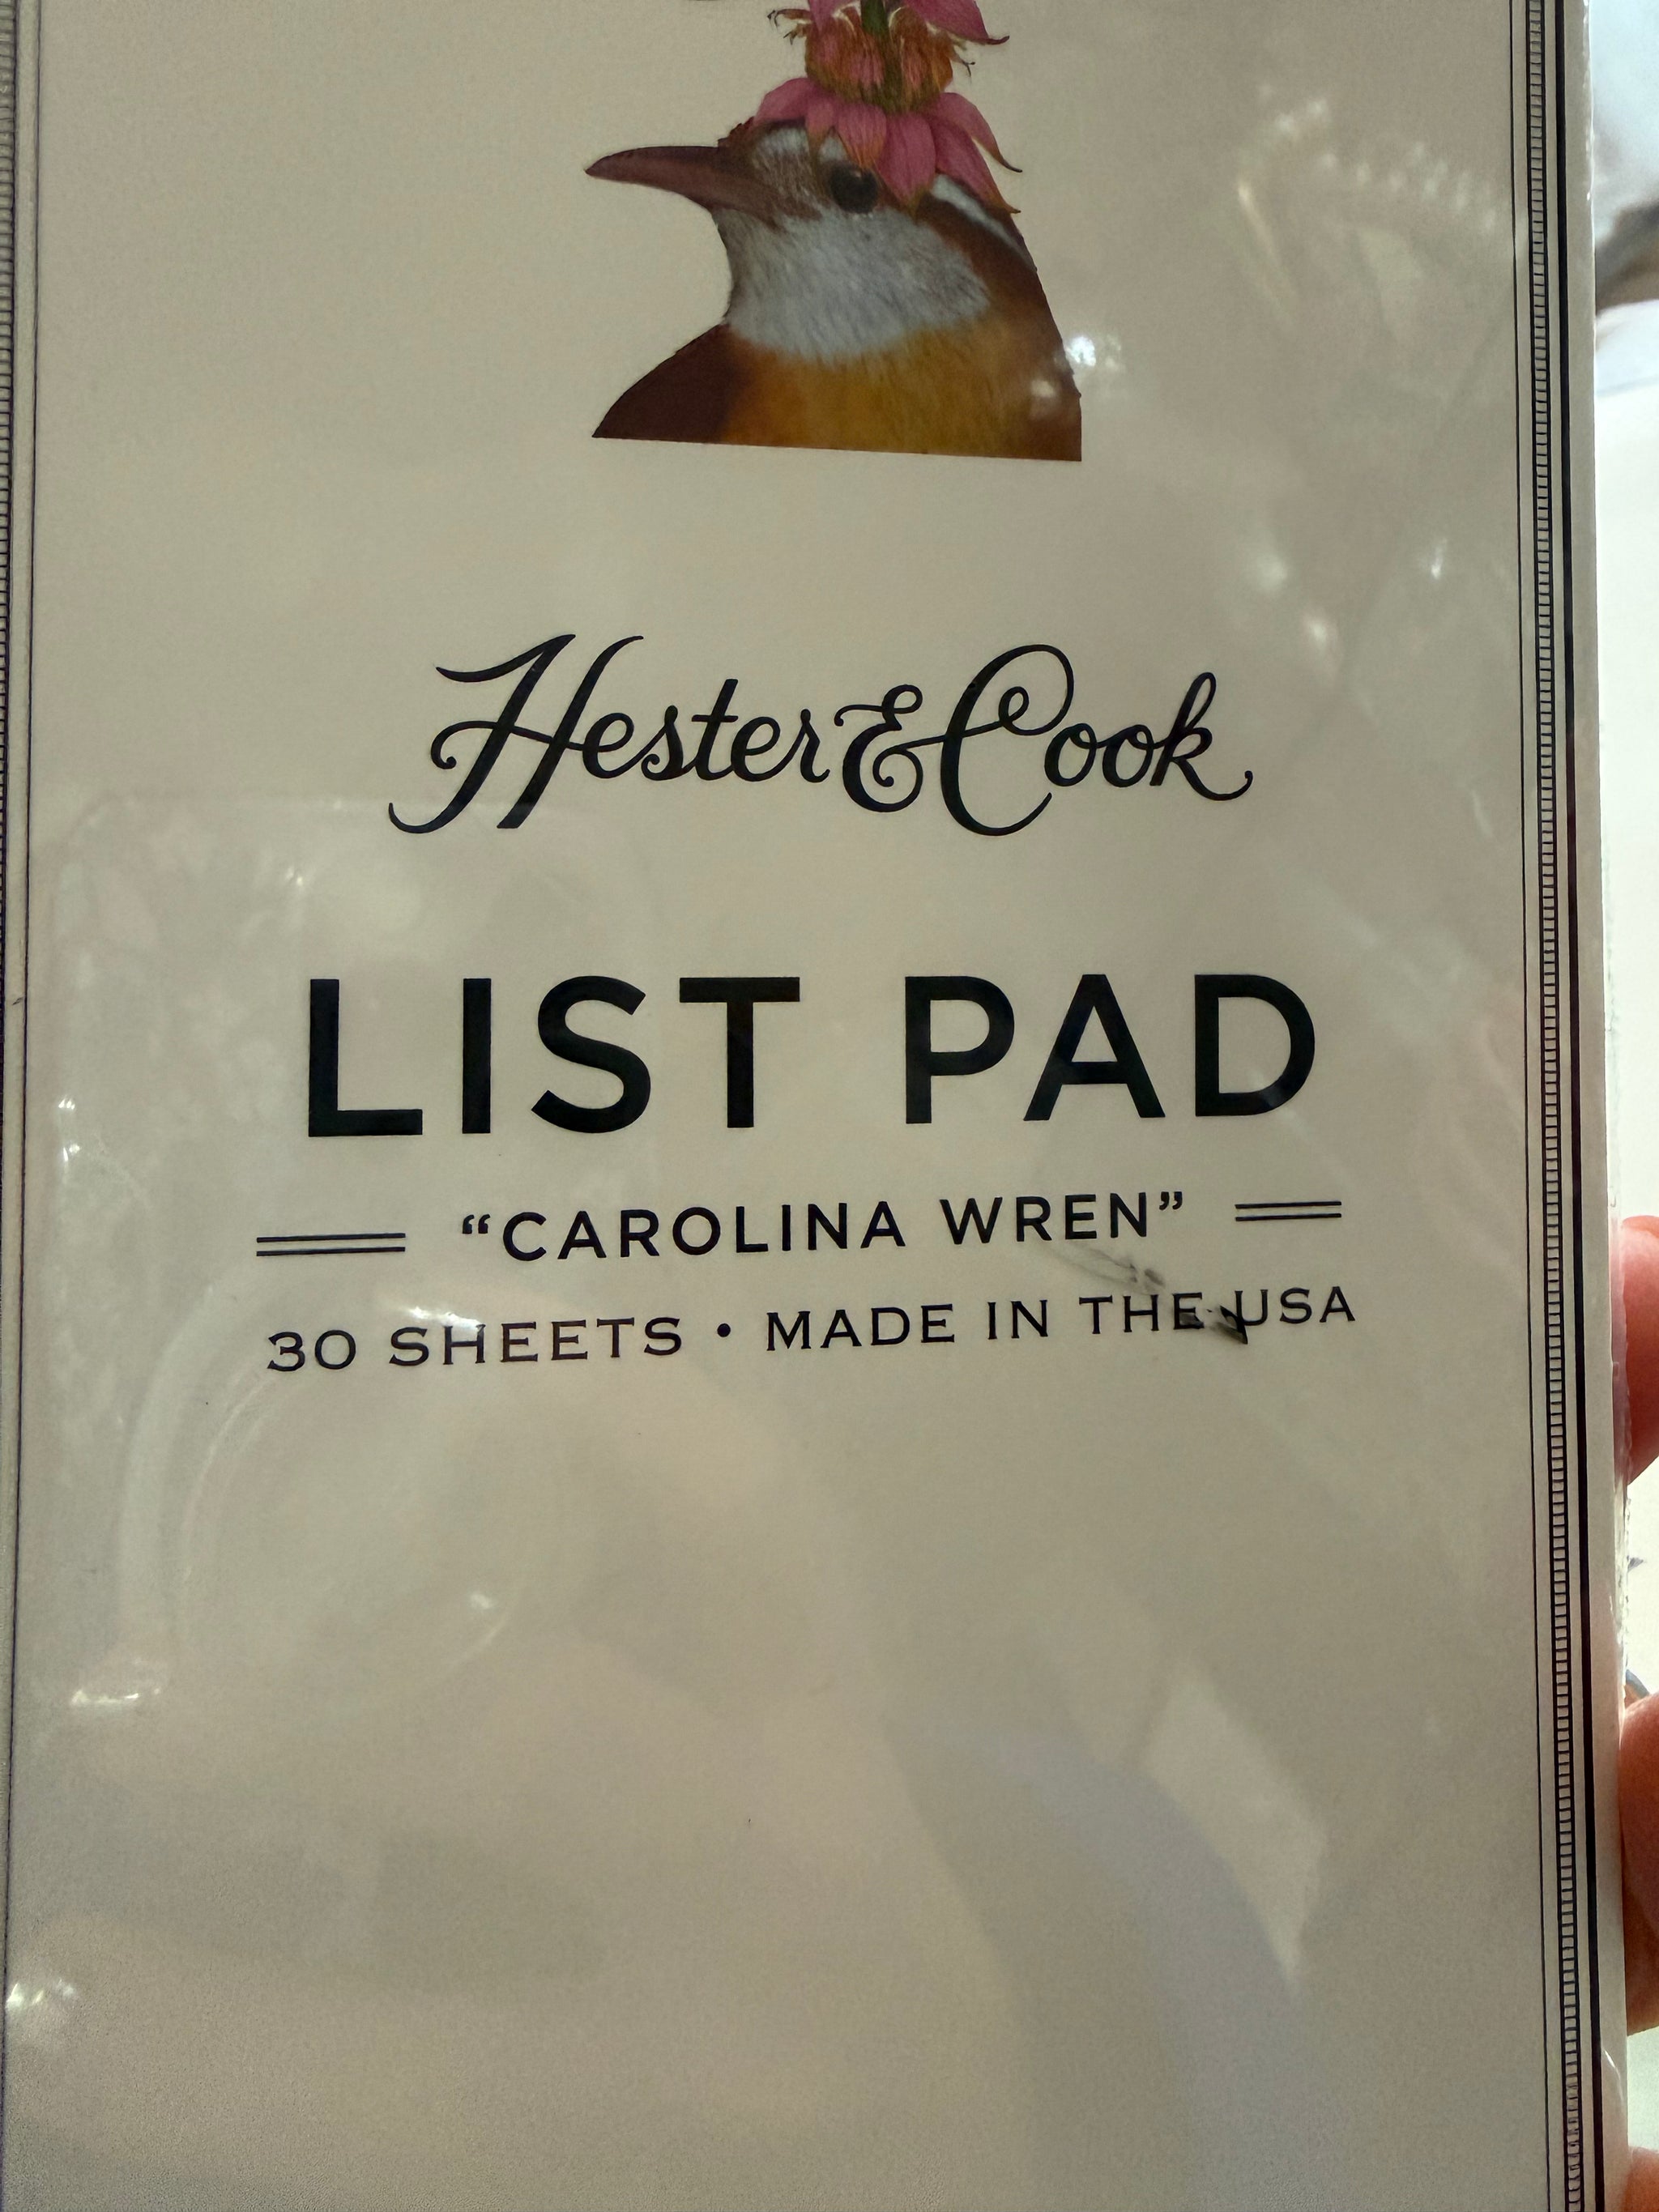 Hester & Cook
LIST PAD
“CAROLINA WREN”
30 SHEETS • MADE IN THE USA